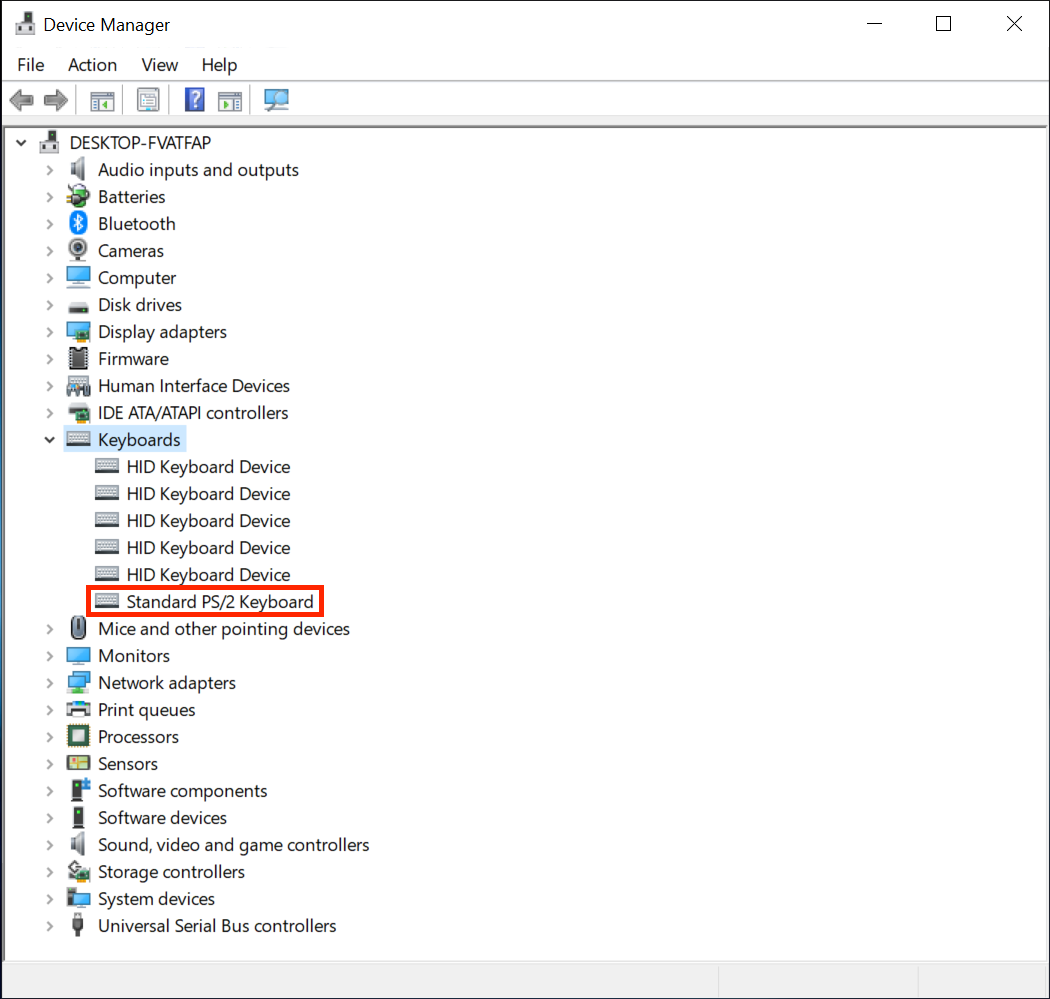 Device Manager
File Action View Help
DESKTOP-FVATFAP
Audio inputs and outputs
Batteries
Bluetooth
Cameras
Computer
Disk drives
Display adapters
Firmware
Human Interface Devices
IDE ATA/ATAPI controllers
Keyboards
HID Keyboard Device
HID Keyboard Device
HID Keyboard Device
HID Keyboard Device
HID Keyboard Device
Standard PS/2 Keyboard
Mice and other pointing devices
Monitors
Network adapters
Print queues
Processors
Sensors
Software components
Software devices
Sound, video and game controllers
Storage controllers
System devices
Universal Serial Bus controllers